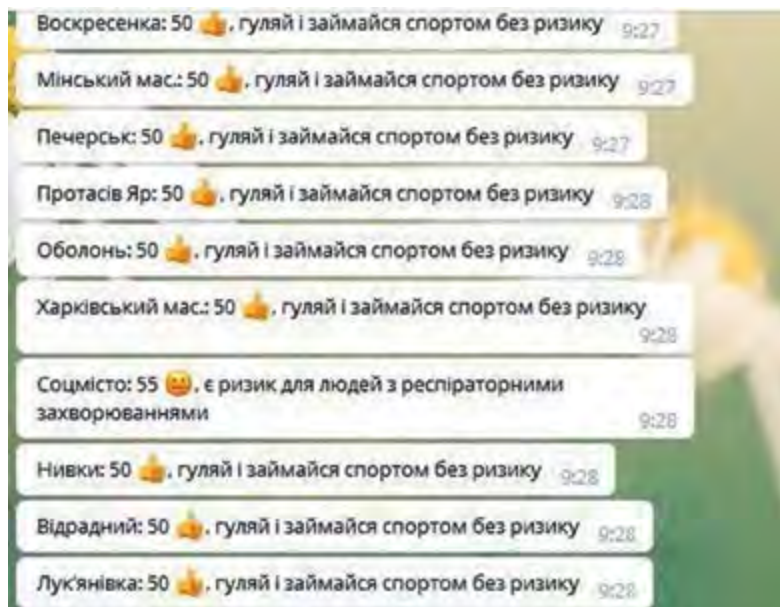 Воскресенка: 50 👍, гуляй і займайся спортом без ризику 9:27
Мінський мас.: 50 👍, гуляй і займайся спортом без ризику 9:27
Печерськ: 50 👍, гуляй і займайся спортом без ризику 9:27
Протасів Яр: 50 👍, гуляй і займайся спортом без ризику 9:28
Оболонь: 50 👍, гуляй і займайся спортом без ризику 9:28
Харківський мас.: 50 👍, гуляй і займайся спортом без ризику
9:28
Соцмісто: 55 😐, є ризик для людей з респіраторними
захворюваннями 9:28
Нивки: 50 👍, гуляй і займайся спортом без ризику 9:28
Відрадний: 50 👍, гуляй і займайся спортом без ризику 9:28
Лук'янівка: 50 👍, гуляй і займайся спортом без ризику 9:28